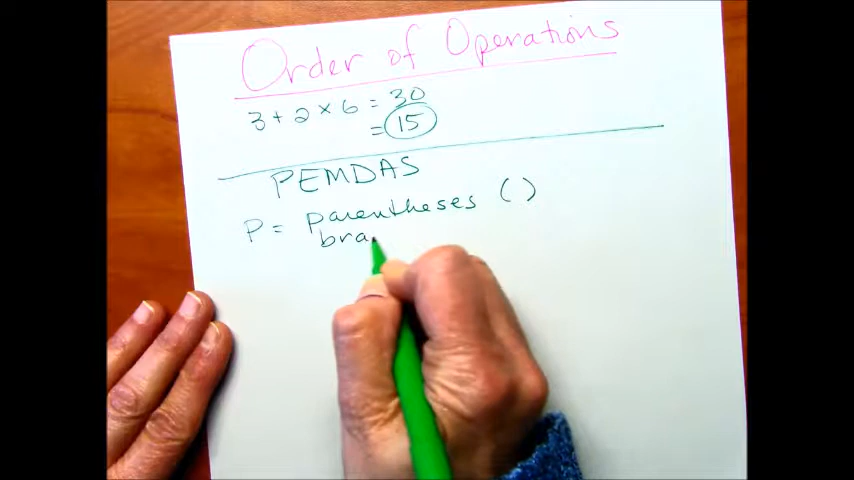 Order of Operations
3 + 2 × 6 = 30
= 15
PEMDAS
P = parentheses ( )
bra